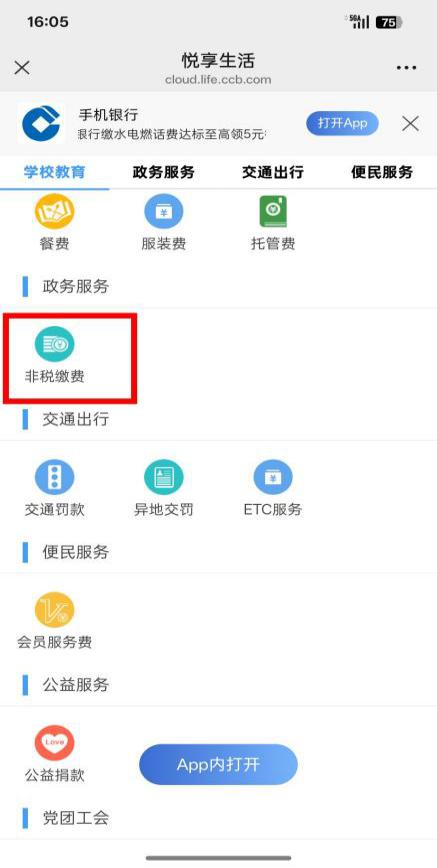 16:05
5GA
75
悦享生活
cloud.life.ccb.com
手机银行
银行缴水电燃话费达标至高领5元
打开App
学校教育 政务服务 交通出行 便民服务
餐费 服装费 托管费
政务服务
非税缴费
交通出行
交通罚款 异地交罚 ETC服务
便民服务
会员服务费
公益服务
Love
公益捐款
App内打开
党团工会